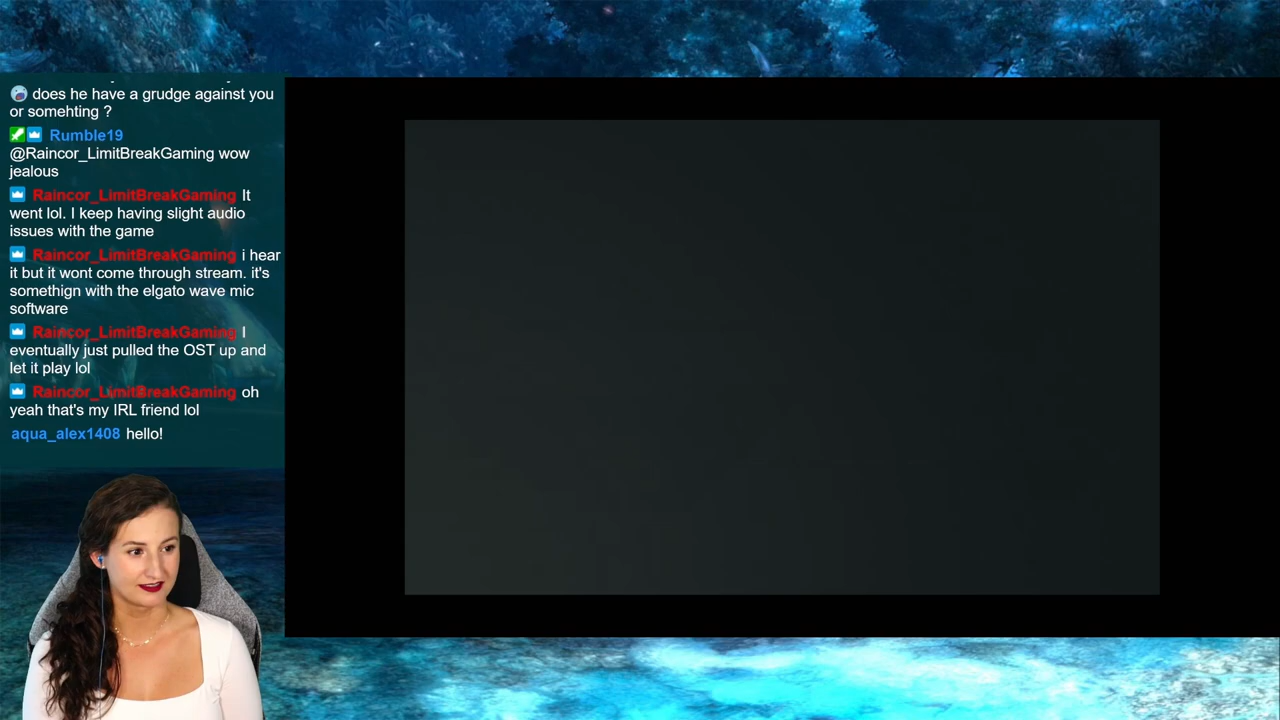 does he have a grudge against you
or somehting ?
Rumble19
@Raincor_LimitBreakGaming wow
jealous
Raincor_LimitBreakGaming It
went lol. I keep having slight audio
issues with the game
Raincor_LimitBreakGaming i hear
it but it wont come through stream. it's
somethign with the elgato wave mic
software
Raincor_LimitBreakGaming I
eventually just pulled the OST up and
let it play lol
Raincor_LimitBreakGaming oh
yeah that's my IRL friend lol
aqua_alex1408 hello!